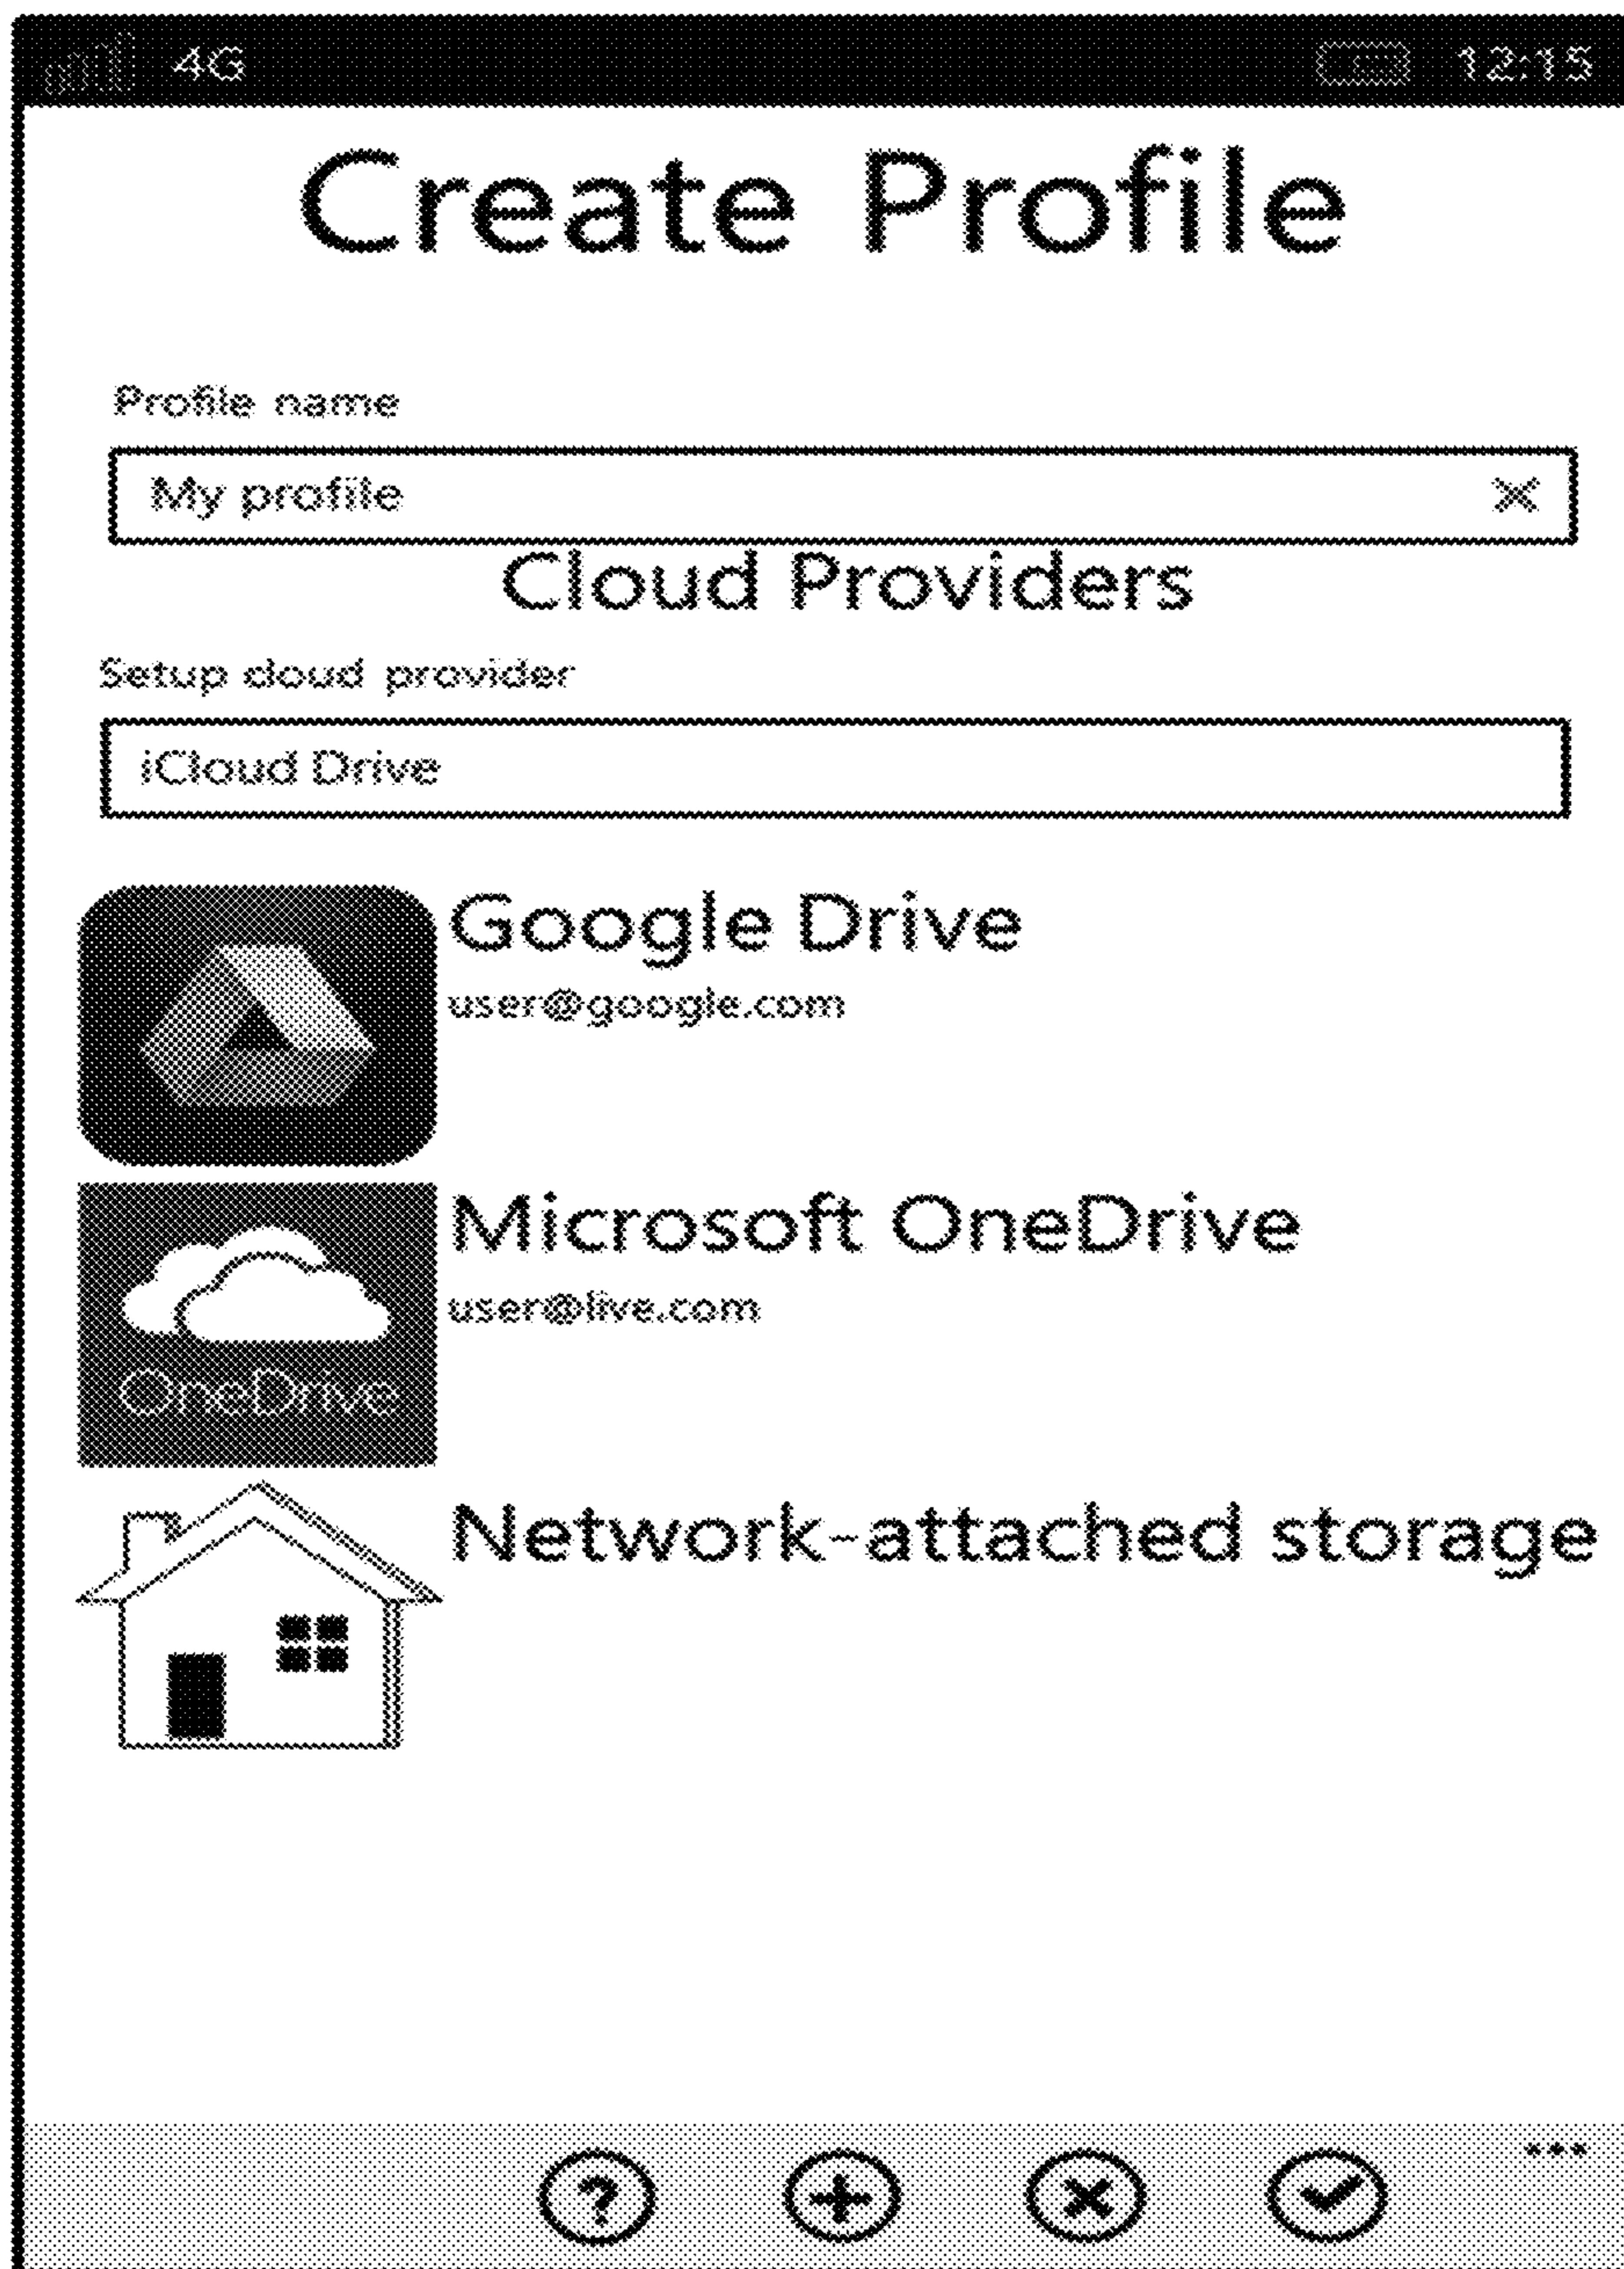 4G 12:15
Create Profile
Profile name
My profile
Cloud Providers
Setup cloud provider
iCloud Drive
Google Drive
user@google.com
Microsoft OneDrive
user@live.com
OneDrive
Network-attached storage